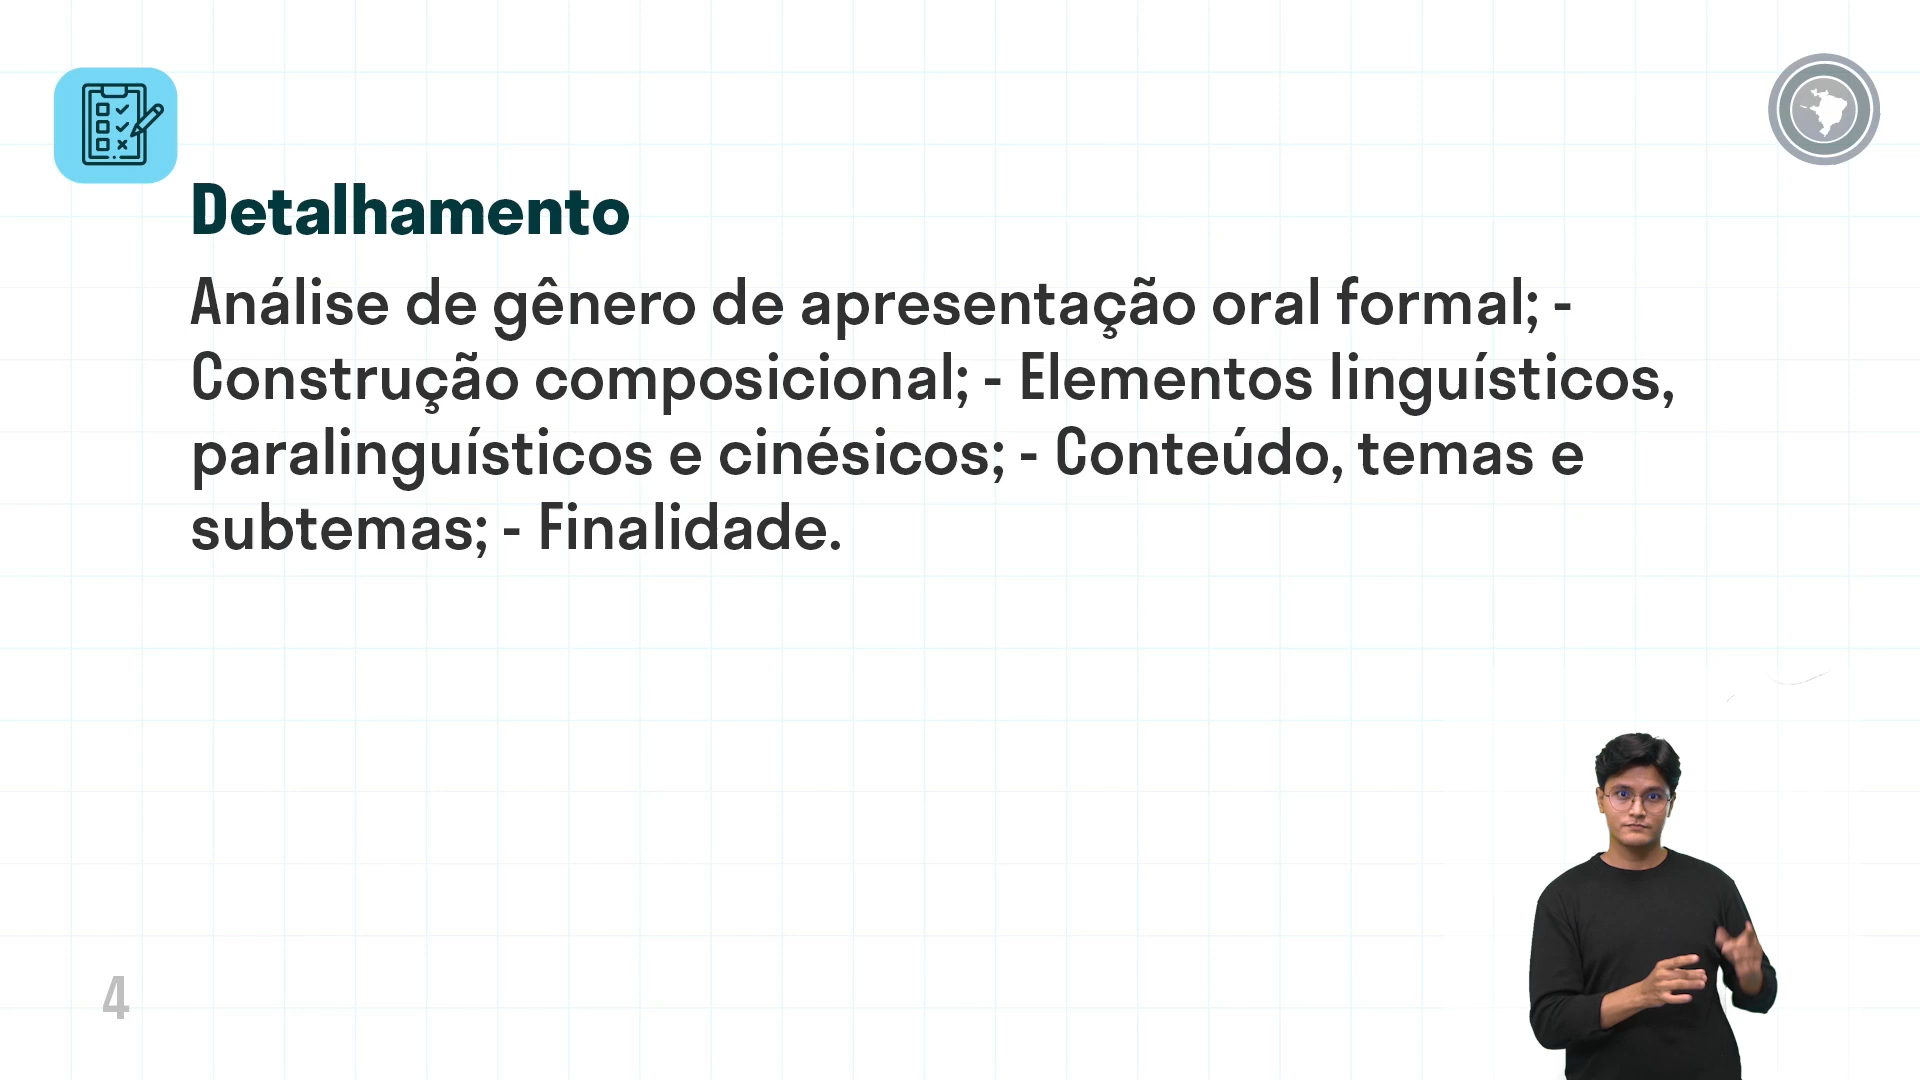 Detalhamento
Análise de gênero de apresentação oral formal; -
Construção composicional; - Elementos linguísticos,
paralinguísticos e cinésicos; - Conteúdo, temas e
subtemas; - Finalidade.
4